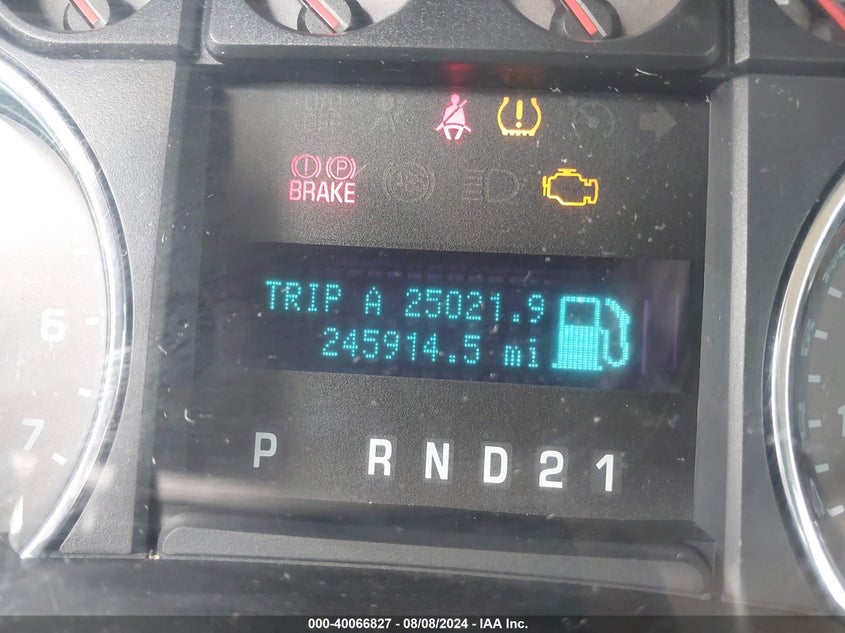 BRAKE
TRIP A 25021.9
245914.5 mi
P R N D 2 1
6
7
000-40066827 - 08/08/2024 - IAA Inc.